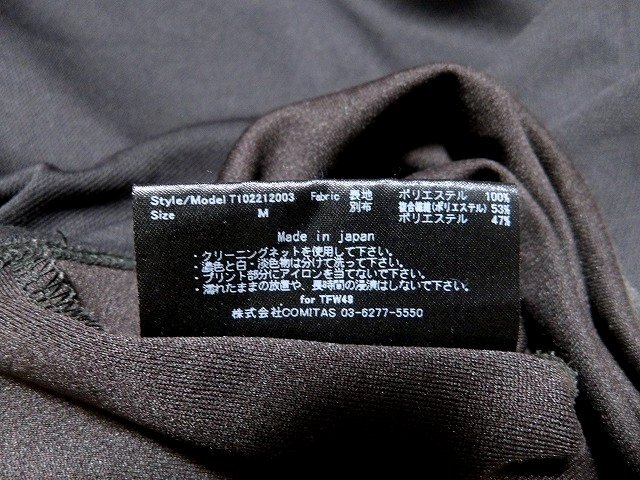 Style/Model T102212003 Fabric 表地 ポリエステル 100%
Size M 別布 複合繊維(ポリエステル) 53%
ポリエステル 47%
Made in japan
・クリーニングネットを使用して下さい。
・濃色と白・淡色物は分けて洗って下さい。
・プリント部分にアイロンを当てないで下さい。
・濡れたままの放置や、長時間の浸漬はしないで下さい。
for TFW49
株式会社COMITAS 03-6277-5550